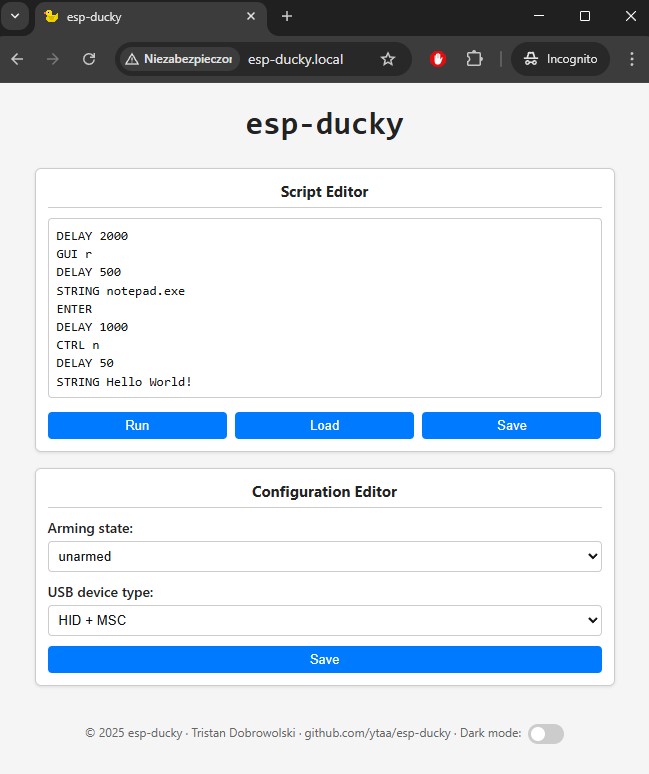 esp-ducky
Niezabezpieczor
esp-ducky.local
Incognito
esp-ducky
Script Editor
DELAY 2000
GUI r
DELAY 500
STRING notepad.exe
ENTER
DELAY 1000
CTRL n
DELAY 50
STRING Hello World!
Run
Load
Save
Configuration Editor
Arming state:
unarmed
USB device type:
HID + MSC
Save
© 2025 esp-ducky · Tristan Dobrowolski · github.com/ytaa/esp-ducky · Dark mode: